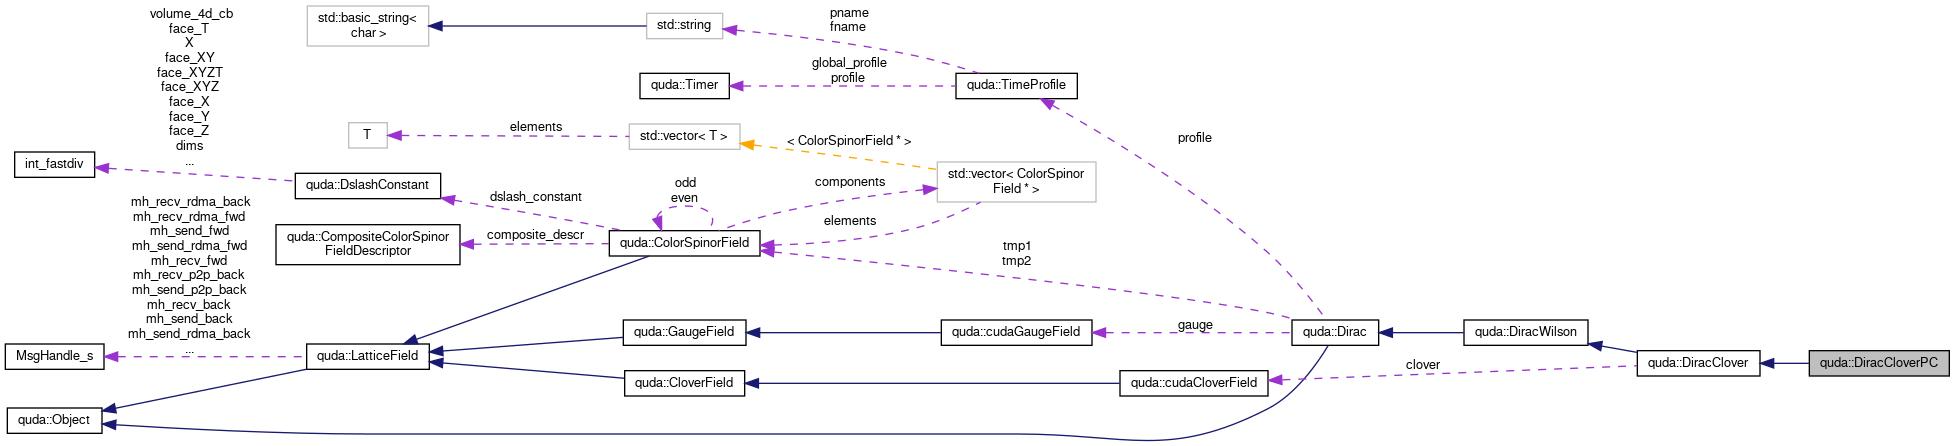 volume_4d_cb
face_T
X
face_XY
face_XYZT
face_XYZ
face_X
face_Y
face_Z
dims
...
int_fastdiv
mh_recv_rdma_back
mh_recv_rdma_fwd
mh_send_fwd
mh_send_rdma_fwd
mh_recv_fwd
mh_recv_p2p_back
mh_send_p2p_back
mh_recv_back
mh_send_back
mh_send_rdma_back
...
MsgHandle_s
quda::Object
std::basic_string<
char >
T
quda::DslashConstant
quda::CompositeColorSpinor
FieldDescriptor
quda::LatticeField
elements
dslash_constant
composite_descr
std::string
quda::Timer
std::vector< T >
odd
even
quda::ColorSpinorField
quda::GaugeField
quda::CloverField
pname
fname
global_profile
profile
< ColorSpinorField * >
components
elements
quda::TimeProfile
std::vector< ColorSpinor
Field * >
tmp1
tmp2
quda::cudaGaugeField
profile
gauge
quda::cudaCloverField
quda::Dirac
clover
quda::DiracWilson
quda::DiracClover
quda::DiracCloverPC